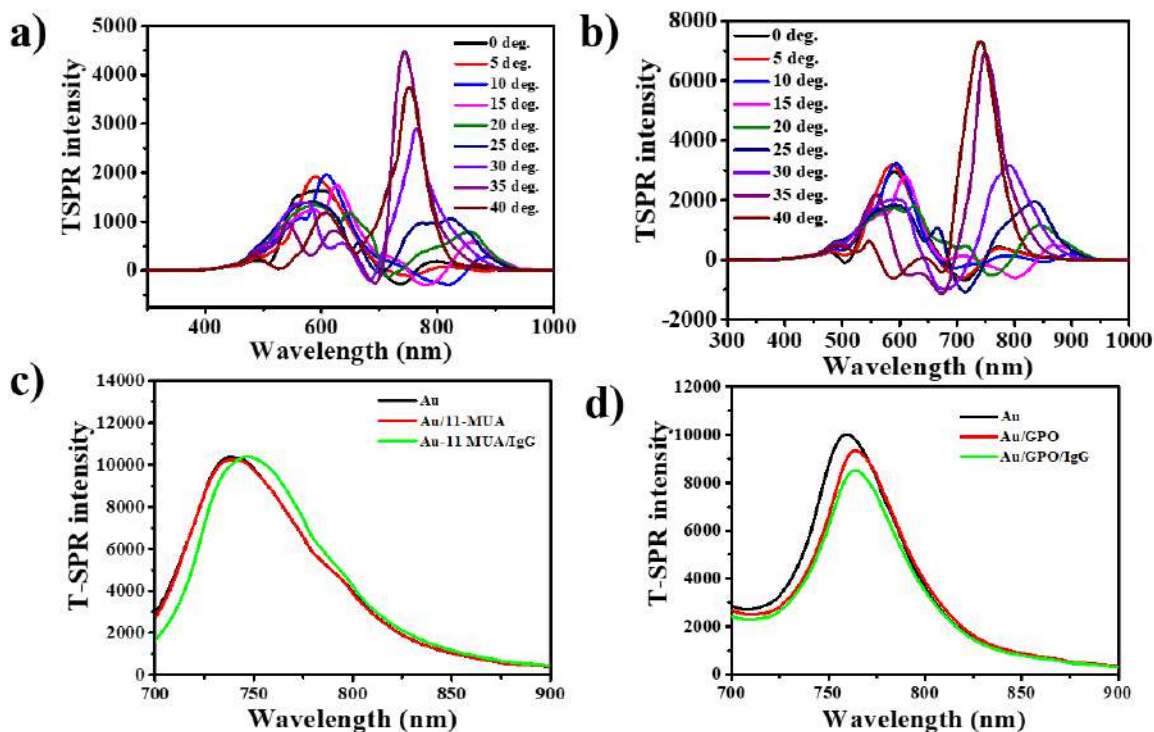 a)
5000
4000
3000
2000
1000
0
400
600
800
1000
TSPR intensity
Wavelength (nm)
0 deg.
5 deg.
10 deg.
15 deg.
20 deg.
25 deg.
30 deg.
35 deg.
40 deg.
b)
8000
6000
4000
2000
0
-2000
300
400
500
600
700
800
900
1000
TSPR intensity
Wavelength (nm)
0 deg.
5 deg.
10 deg.
15 deg.
20 deg.
25 deg.
30 deg.
35 deg.
40 deg.
c)
14000
12000
10000
8000
6000
4000
2000
0
700
750
800
850
900
T-SPR intensity
Wavelength (nm)
Au
Au/11-MUA
Au-11 MUA/IgG
d)
12000
10000
8000
6000
4000
2000
0
700
750
800
850
900
T-SPR intensity
Wavelength (nm)
Au
Au/GPO
Au/GPO/IgG